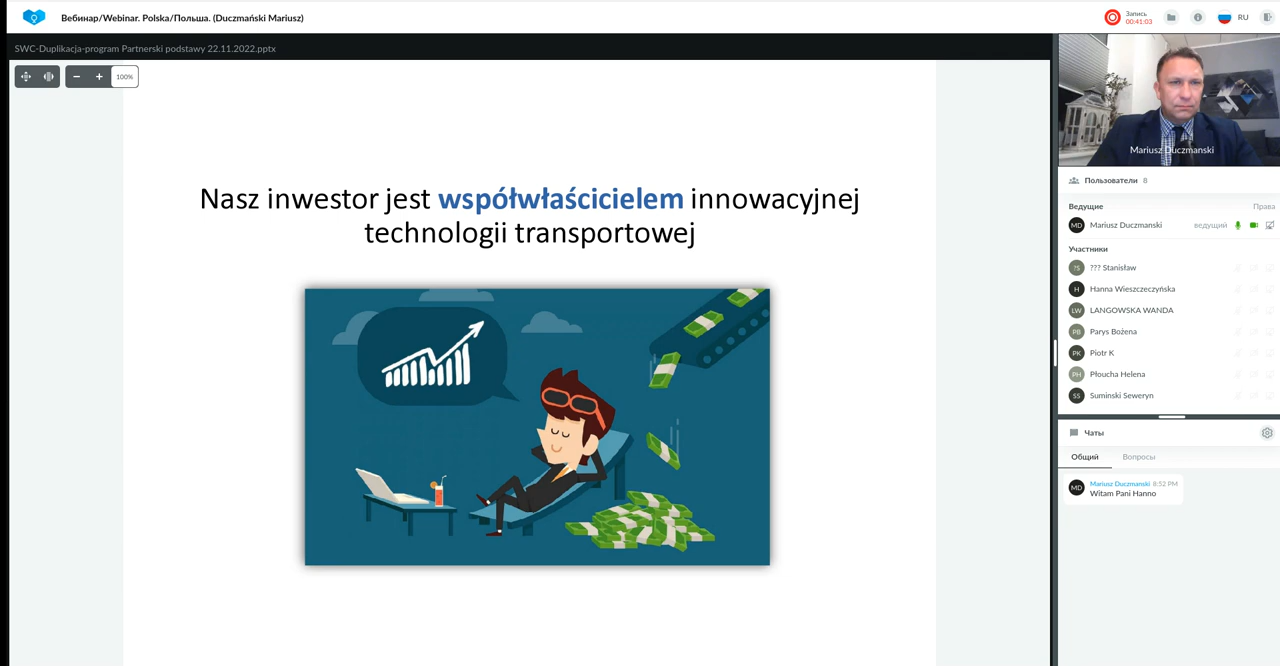 Вебинар/Webinar. Polska/Польша. (Duczmański Mariusz)
Запись
00:41:03
RU
SWC-Duplikacja-program Partnerski podstawy 22.11.2022.pptx
100%
Nasz inwestor jest współwłaścicielem innowacyjnej
technologii transportowej
Mariusz Duczmanski
Пользователи 8
Ведущие Права
MD Mariusz Duczmanski ведущий
Участники
?S ??? Stanisław
H Hanna Wieszczeczyńska
LW LANGOWSKA WANDA
PB Parys Bożena
PK Piotr K
PH Płoucha Helena
SS Suminski Seweryn
Чаты
Общий Вопросы
MD Mariusz Duczmanski 8:52 PM
Witam Pani Hanno